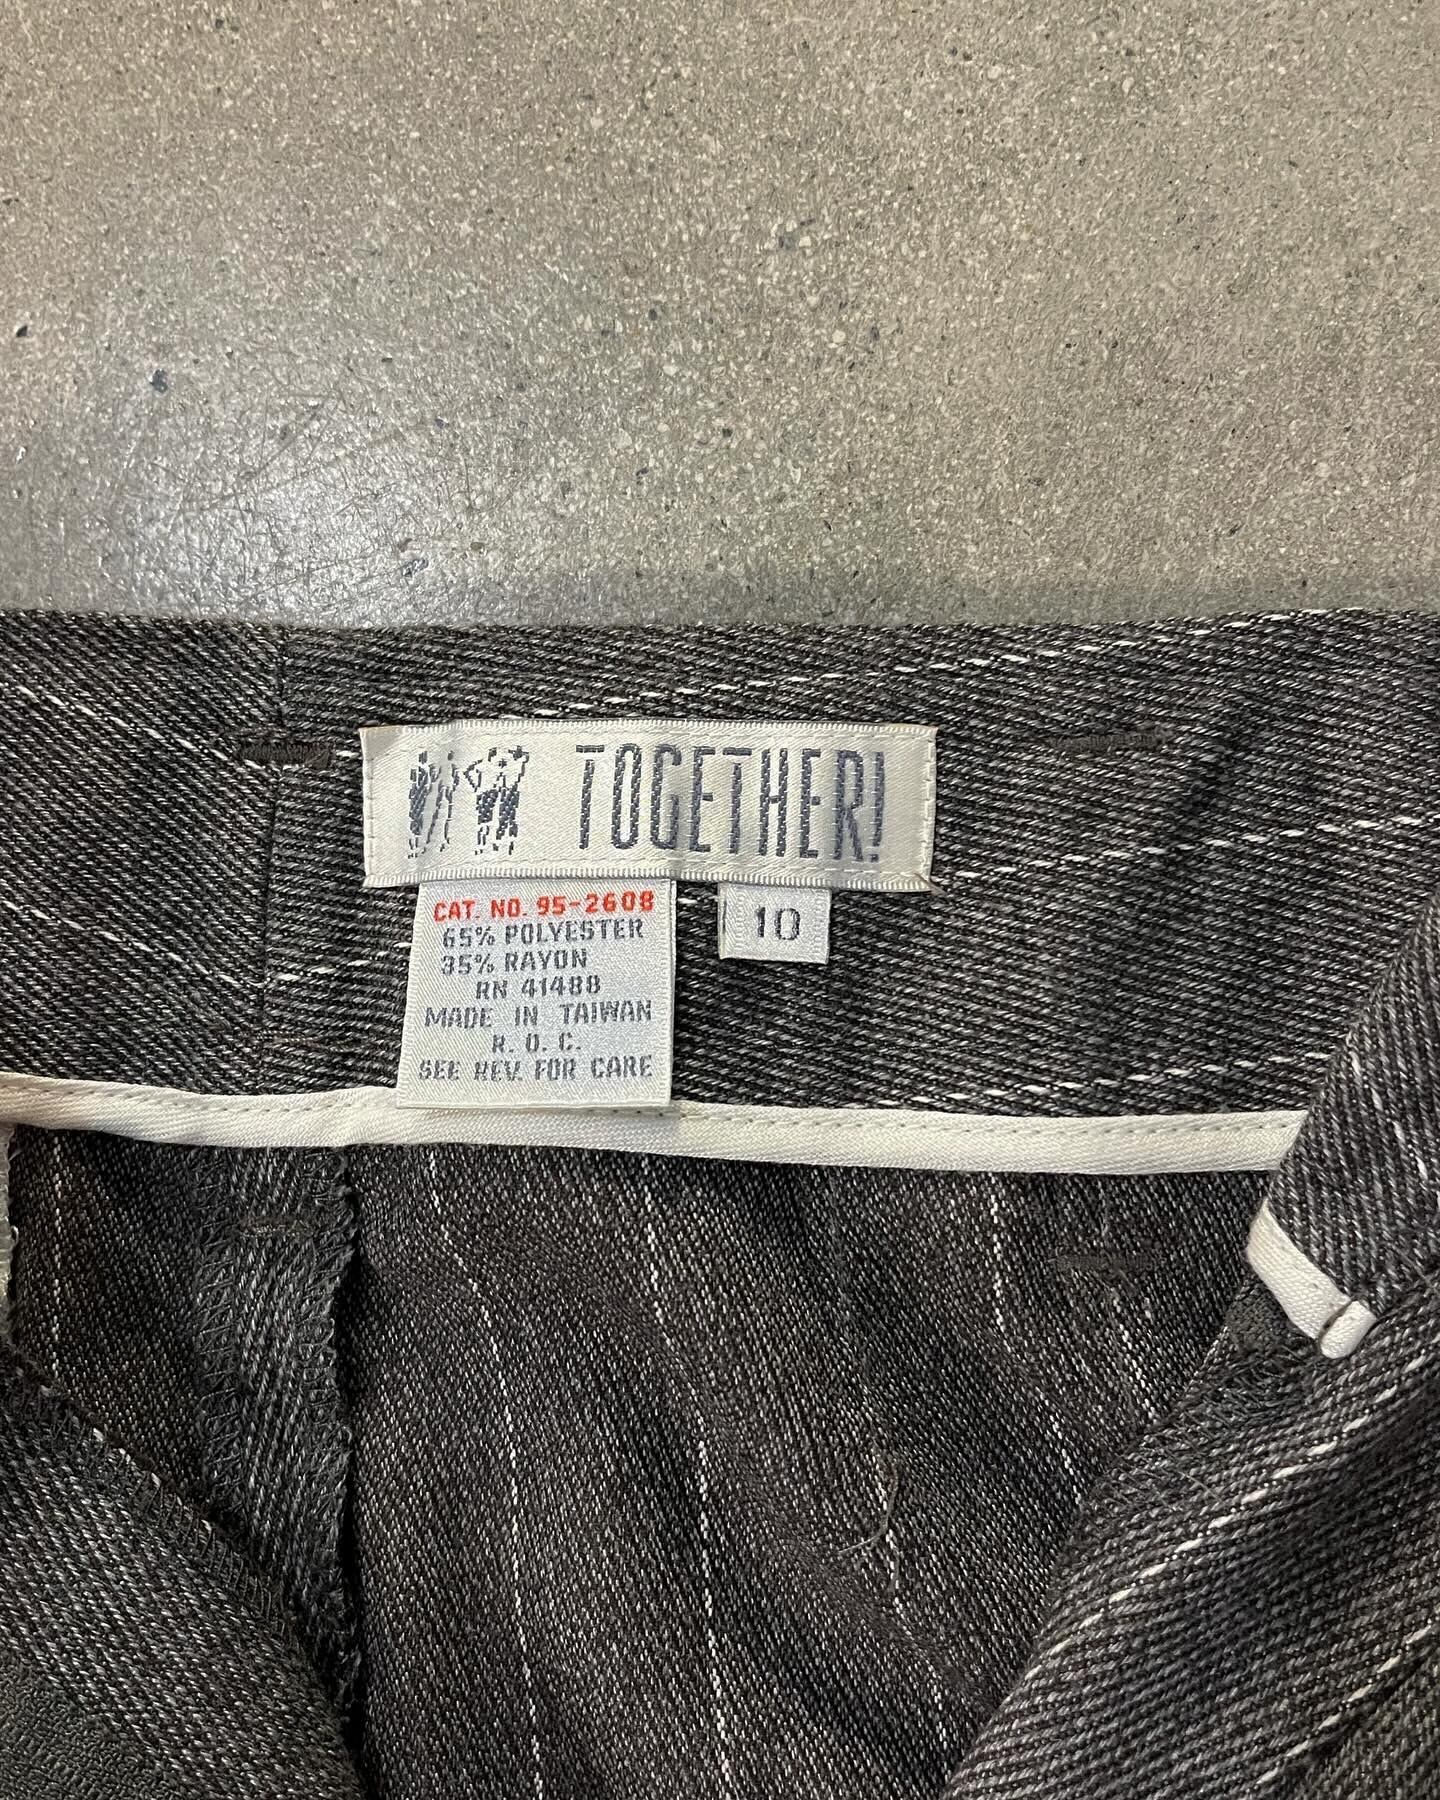 TOGETHER!
CAT. NO. 95-2608
65% POLYESTER
35% RAYON
RN 41488
MADE IN TAIWAN
R. O. C.
SEE REV. FOR CARE
10